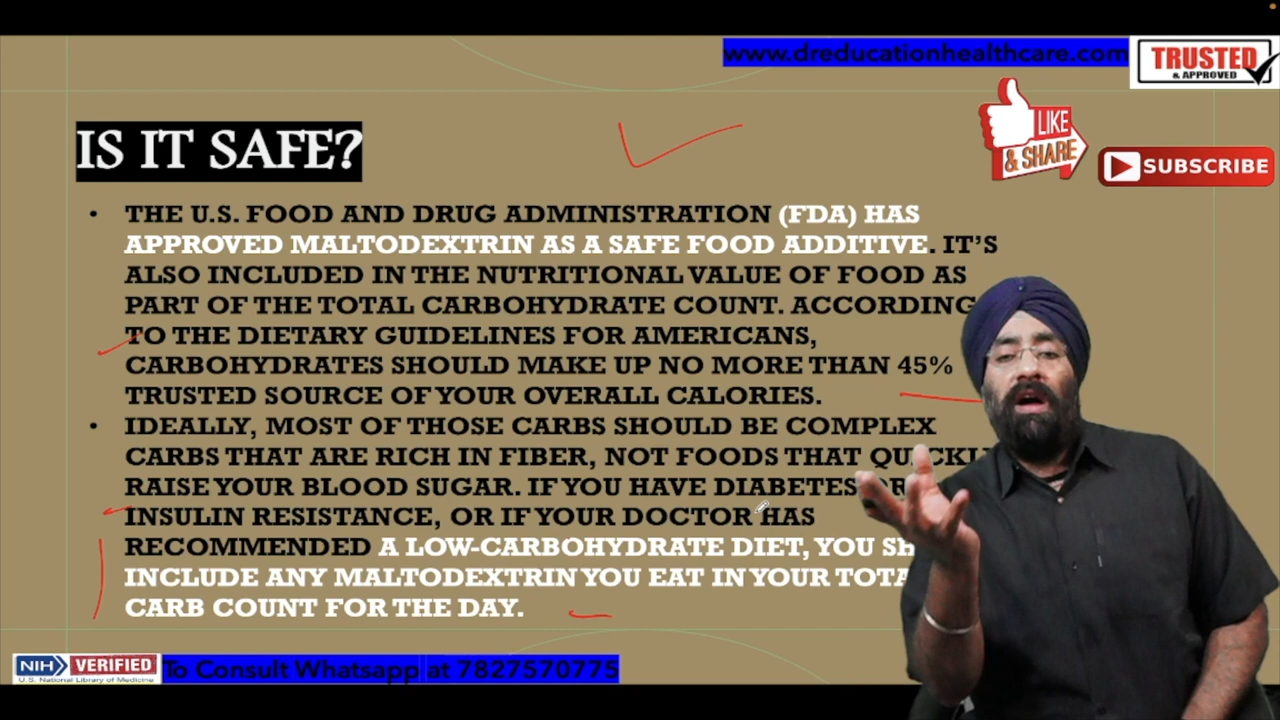 www.dreducationhealthcare.com
TRUSTED
& APPROVED
LIKE
& SHARE
SUBSCRIBE
IS IT SAFE?
• THE U.S. FOOD AND DRUG ADMINISTRATION (FDA) HAS
APPROVED MALTODEXTRIN AS A SAFE FOOD ADDITIVE. IT'S
ALSO INCLUDED IN THE NUTRITIONAL VALUE OF FOOD AS
PART OF THE TOTAL CARBOHYDRATE COUNT. ACCORDING
TO THE DIETARY GUIDELINES FOR AMERICANS,
CARBOHYDRATES SHOULD MAKE UP NO MORE THAN 45%
TRUSTED SOURCE OF YOUR OVERALL CALORIES.
• IDEALLY, MOST OF THOSE CARBS SHOULD BE COMPLEX
CARBS THAT ARE RICH IN FIBER, NOT FOODS THAT
RAISE YOUR BLOOD SUGAR. IF YOU HAVE DIABETES
INSULIN RESISTANCE, OR IF YOUR DOCTOR HAS
RECOMMENDED A LOW-CARBOHYDRATE DIET, YOU
INCLUDE ANY MALTODEXTRIN YOU EAT IN YOUR
CARB COUNT FOR THE DAY.
NIH VERIFIED
U.S. National Library of Medicine
To Consult Whatsapp at 7827570775